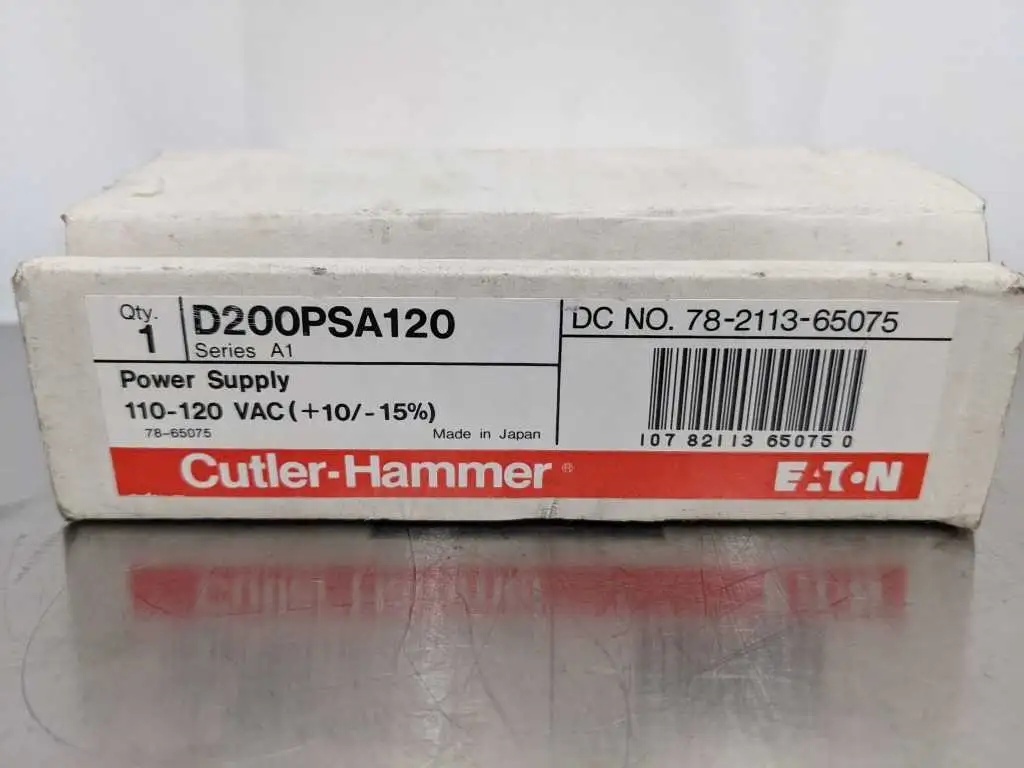 Qty.
1
D200PSA120
Series A1
DC NO. 78-2113-65075
Power Supply
110-120 VAC (+10/-15%)
78-65075
Made in Japan
107 82113 65075 0
Cutler-Hammer ®
EATON